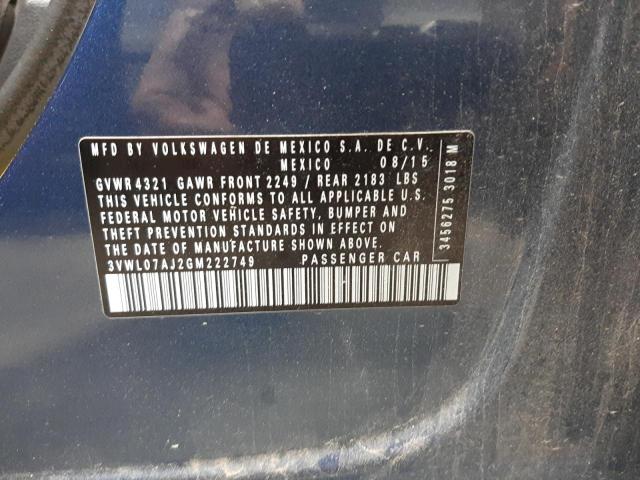 MFD BY VOLKSWAGEN DE MEXICO S.A. DE C.V.
MEXICO 08/15
GVWR 4321 GAWR FRONT 2249 / REAR 2183 LBS
THIS VEHICLE CONFORMS TO ALL APPLICABLE U.S.
FEDERAL MOTOR VEHICLE SAFETY, BUMPER AND
THEFT PREVENTION STANDARDS IN EFFECT ON
THE DATE OF MANUFACTURE SHOWN ABOVE.
3VWL07AJ2GM222749 PASSENGER CAR
3456275 3018 M